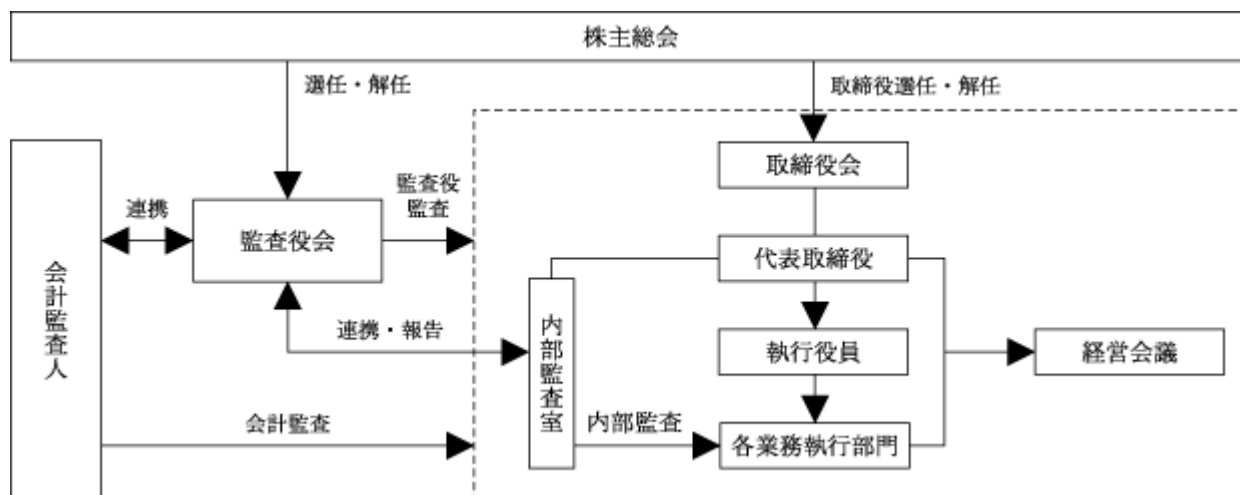 株主総会
選任・解任
取締役選任・解任
取締役会
連携
監査役
監査
監査役会
代表取締役
会計監査人
連携・報告
内部監査室
執行役員
経営会議
会計監査
内部監査
各業務執行部門